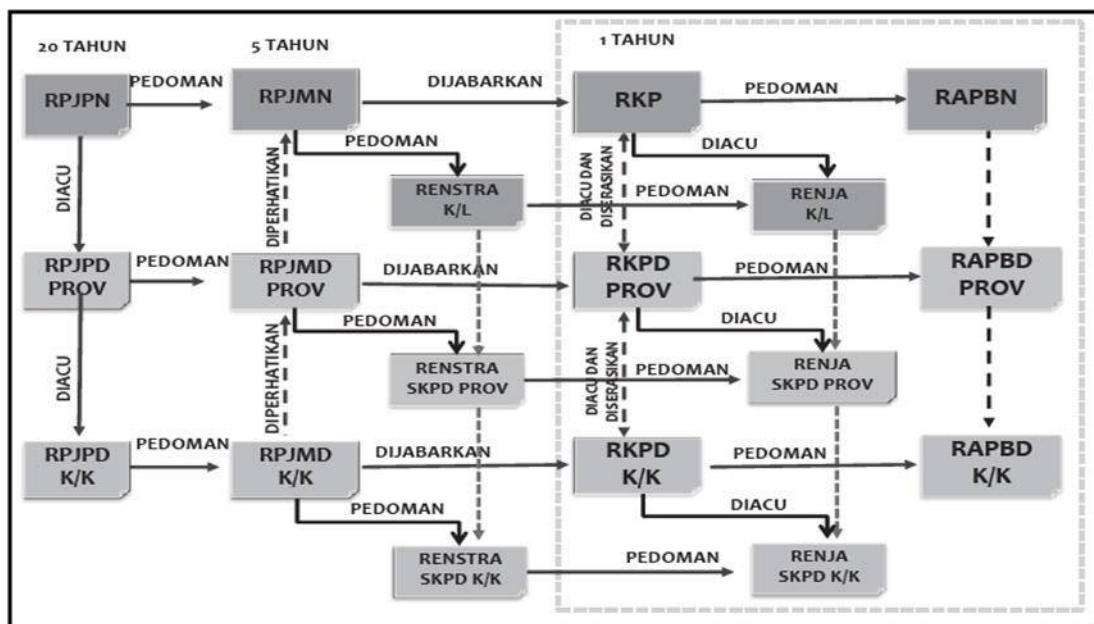 20 TAHUN
5 TAHUN
1 TAHUN
RPJPN
PEDOMAN
RPJMN
DIJABARKAN
RKP
PEDOMAN
RAPBN
DIACU
DIPERHATIKAN
PEDOMAN
RENSTRA
K/L
PEDOMAN
DIACU DAN
DISERASIKAN
DIACU
RENJA
K/L
RPJPD
PROV
PEDOMAN
RPJMD
PROV
DIJABARKAN
RKPD
PROV
PEDOMAN
RAPBD
PROV
DIACU
DIPERHATIKAN
PEDOMAN
RENSTRA
SKPD PROV
PEDOMAN
DIACU DAN
DISERASIKAN
DIACU
RENJA
SKPD PROV
RPJPD
K/K
PEDOMAN
RPJMD
K/K
DIJABARKAN
RKPD
K/K
PEDOMAN
RAPBD
K/K
PEDOMAN
RENSTRA
SKPD K/K
PEDOMAN
DIACU
RENJA
SKPD K/K